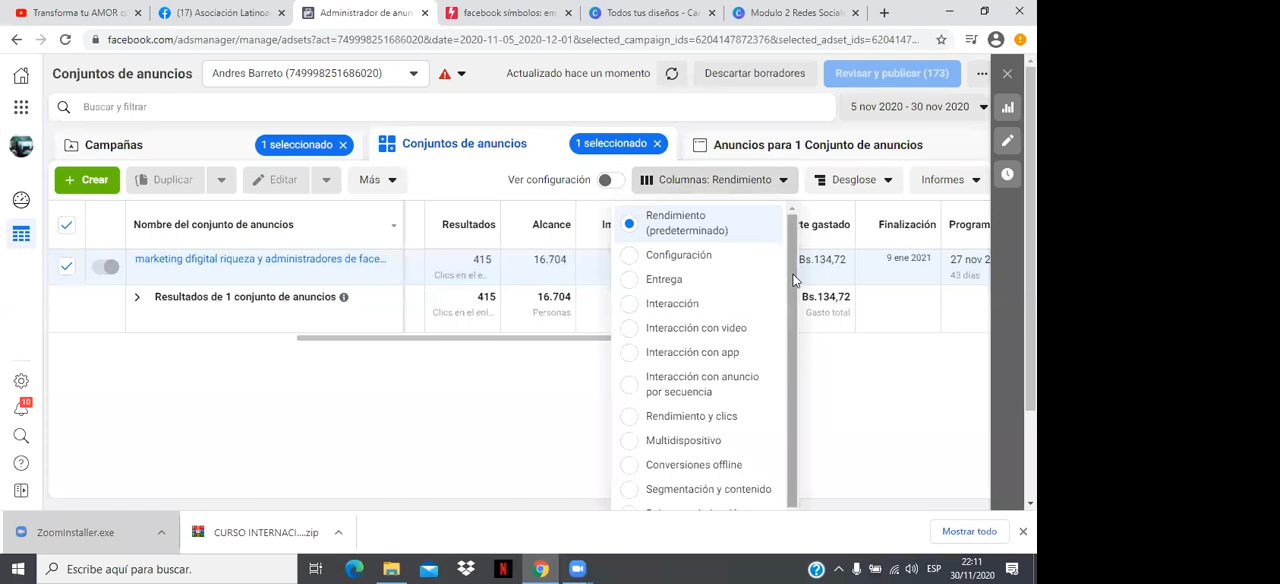 Transforma tu AMOR c
(17) Asociación Latinoa
Administrador de anun
facebook símbolos: em
Todos tus diseños - Ca
Modulo 2 Redes Sociale
facebook.com/adsmanager/manage/adsets?act=749998251686020&date=2020-11-05_2020-12-01&selected_campaign_ids=6204147872376&selected_adset_ids=6204147...
Conjuntos de anuncios
Andres Barreto (749998251686020)
Actualizado hace un momento
Descartar borradores
Revisar y publicar (173)
Buscar y filtrar
5 nov 2020 - 30 nov 2020
Campañas
1 seleccionado
Conjuntos de anuncios
1 seleccionado
Anuncios para 1 Conjunto de anuncios
+ Crear
Duplicar
Editar
Más
Ver configuración
Columnas: Rendimiento
Desglose
Informes
Nombre del conjunto de anuncios
Resultados
Alcance
Im
rte gastado
Finalización
Program
marketing dfigital riqueza y administradores de face...
415
Clics en el e...
16.704
Bs.134,72
9 ene 2021
27 nov 2
43 días
Resultados de 1 conjunto de anuncios
415
Clics en el enl...
16.704
Personas
Bs.134,72
Gasto total
Rendimiento
(predeterminado)
Configuración
Entrega
Interacción
Interacción con video
Interacción con app
Interacción con anuncio
por secuencia
Rendimiento y clics
Multidispositivo
Conversiones offline
Segmentación y contenido
10
ZoomInstaller.exe
CURSO INTERNACI....zip
Mostrar todo
Escribe aquí para buscar.
ESP
22:11
30/11/2020